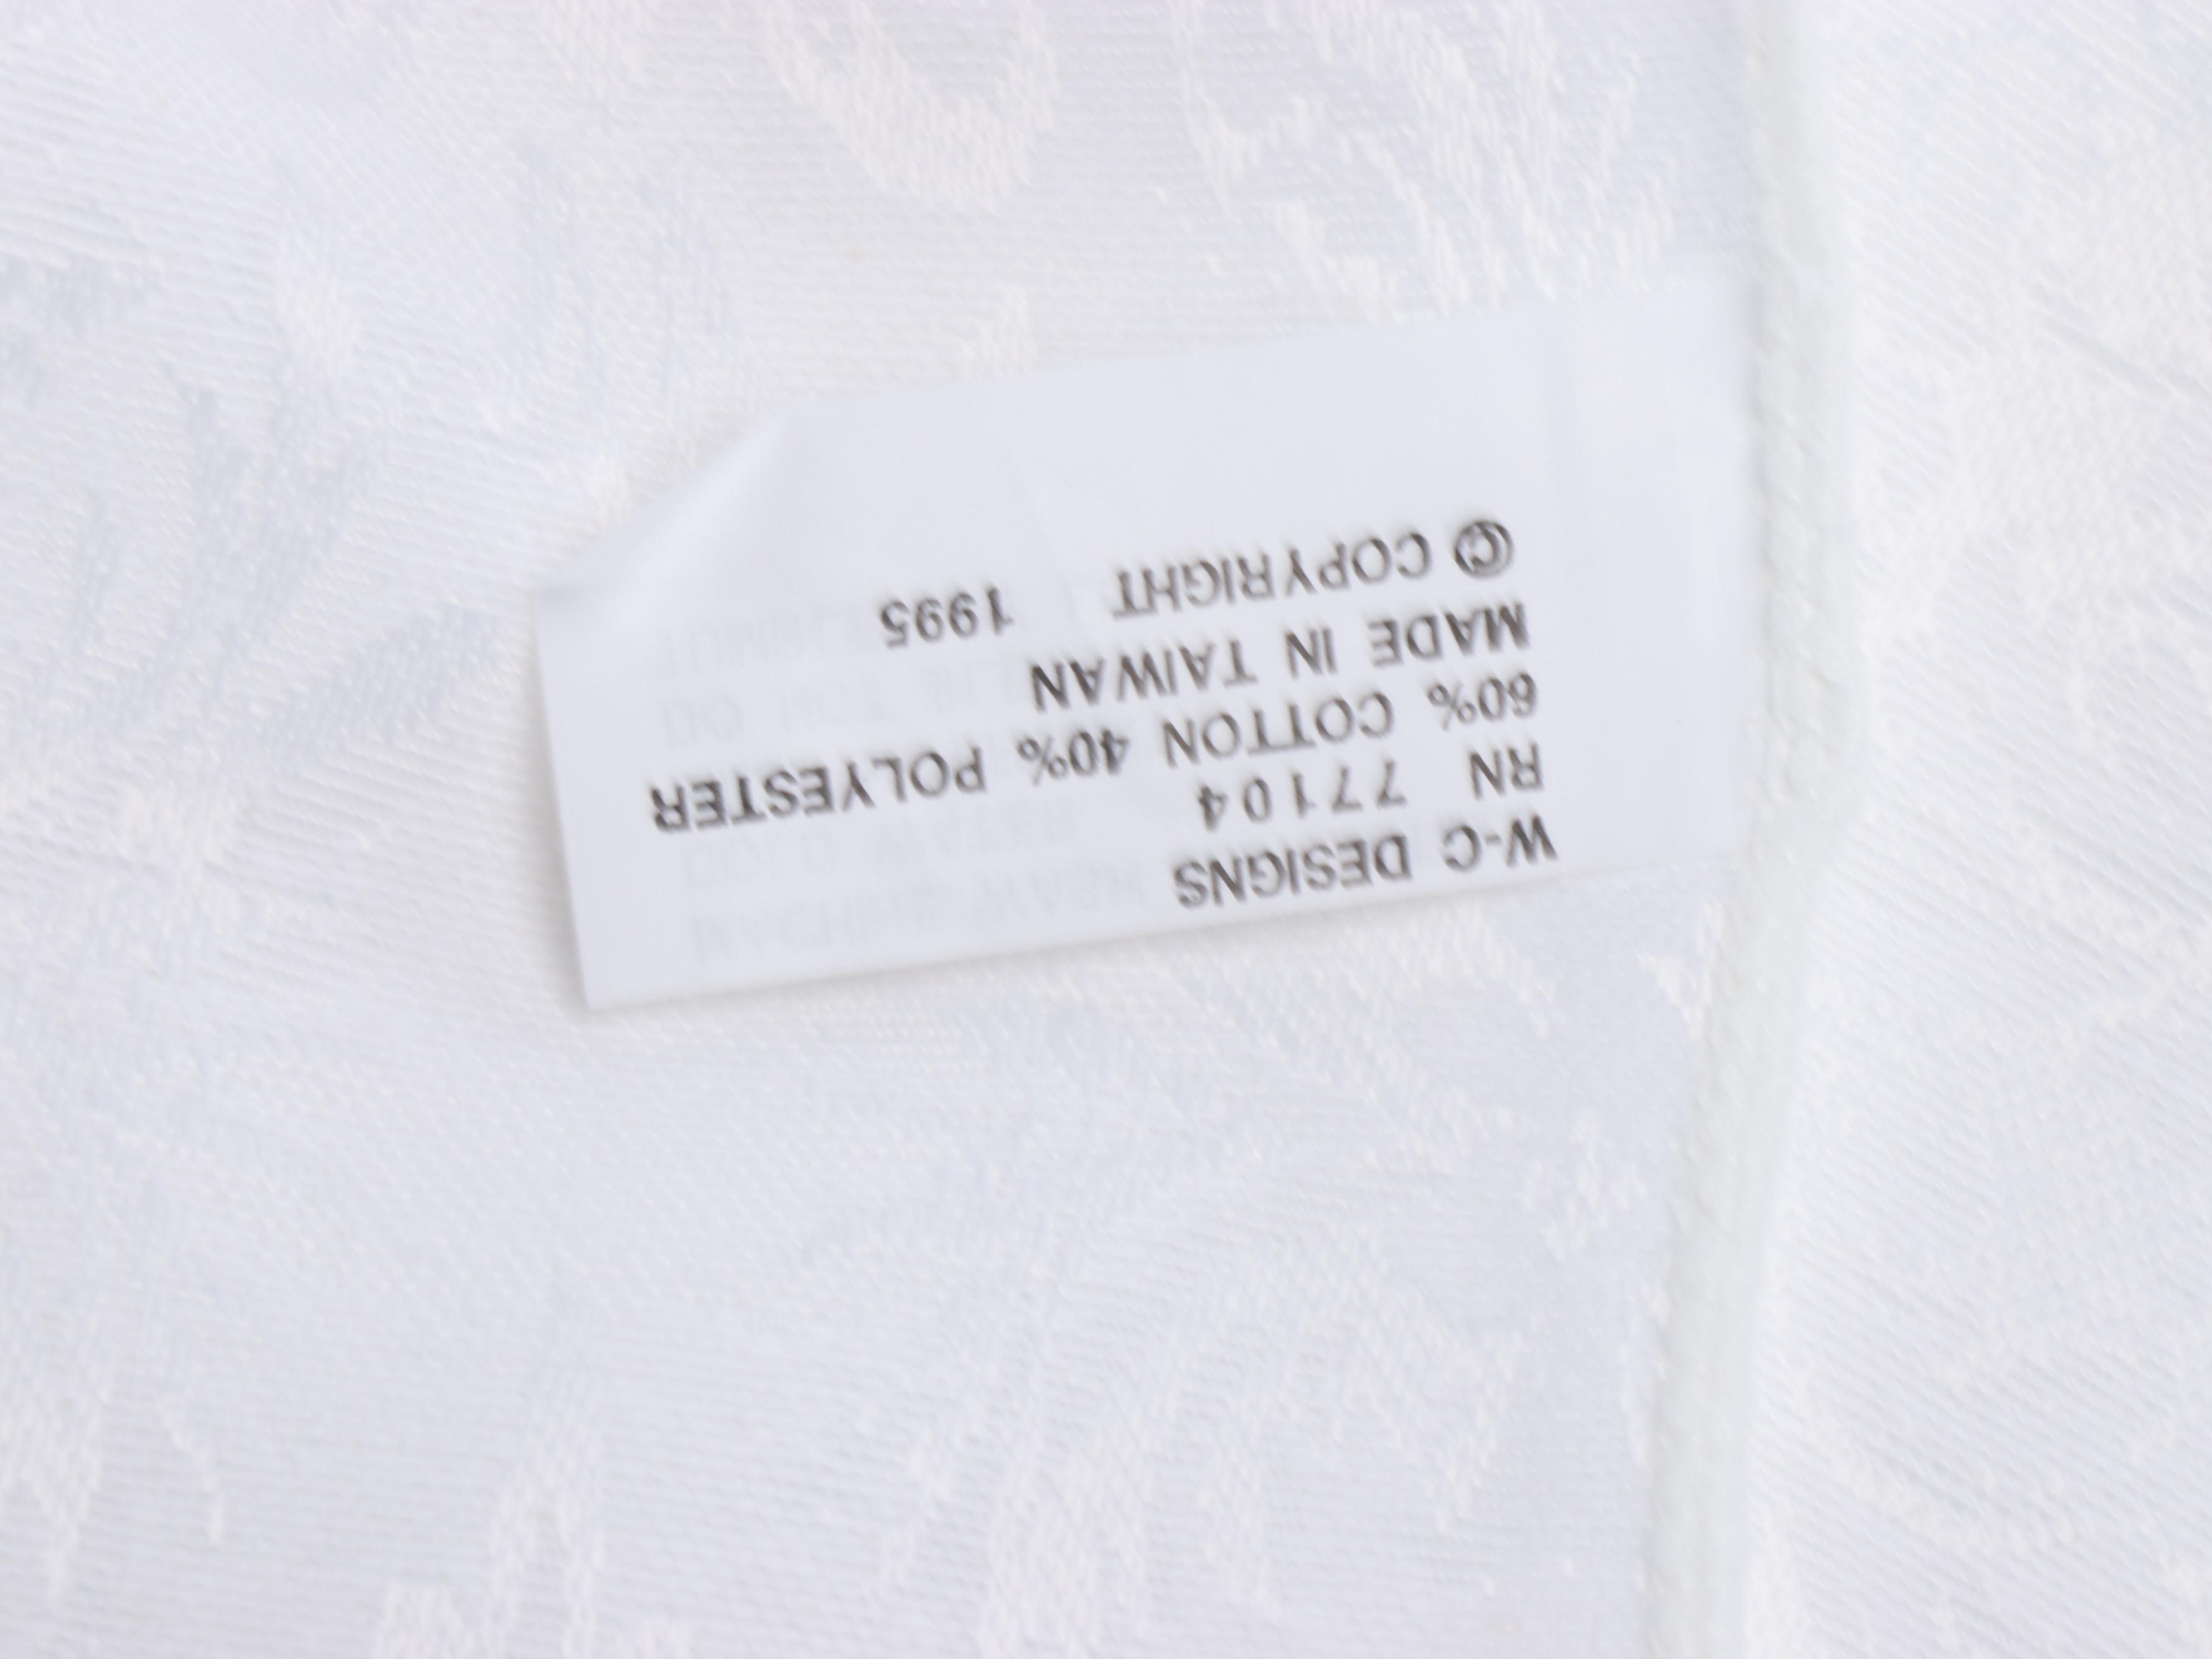 W-C DESIGNS
RN 77104
60% COTTON 40% POLYESTER
MADE IN TAIWAN
© COPYRIGHT 1995